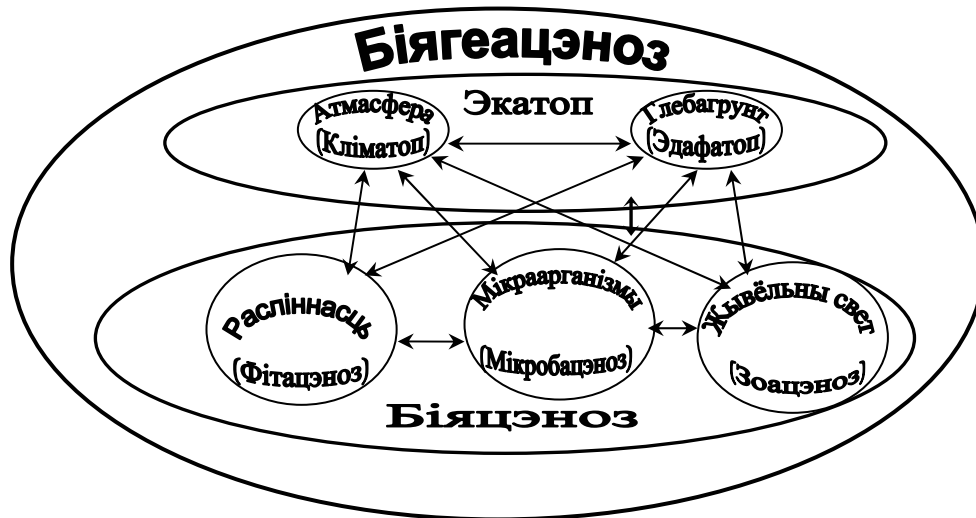 Біягеацэноз
Экатоп
Атмасфера
(Кліматоп)
Глебагрунт
(Эдафатоп)
Расліннасць
(Фітацэноз)
Мікраарганізмы
(Мікробацэноз)
Жывёльны свет
(Зоацэноз)
Біяцэноз